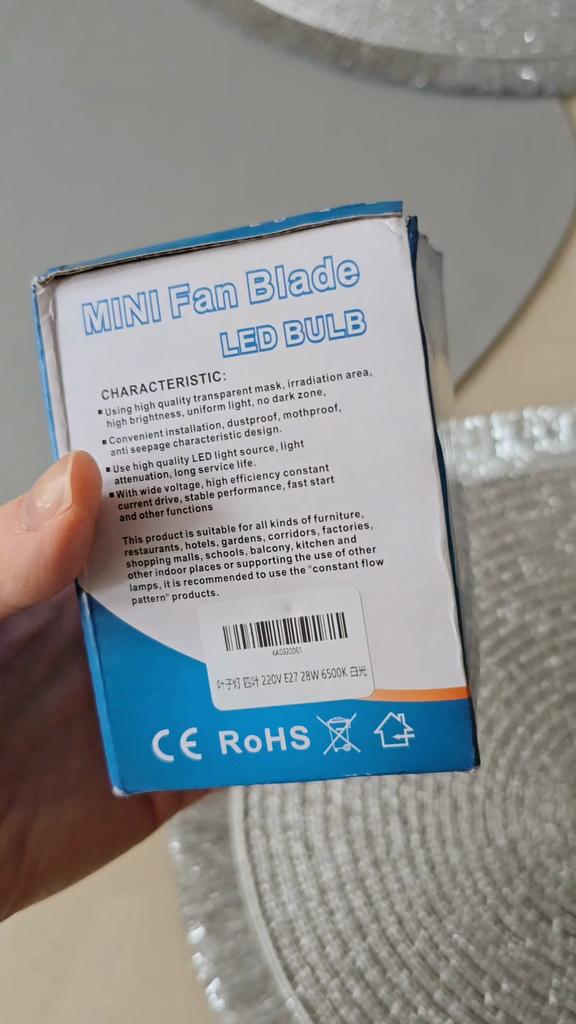 MINI Fan Blade
LED BULB
CHARACTERISTIC:
▪ Using high quality transparent mask, irradiation area,
high brightness, uniform light, no dark zone,
▪ Convenient installation, dustproof, mothproof,
anti seepage characteristic design.
▪ Use high quality LED light source, light
attenuation, long service life.
▪ With wide voltage, high efficiency constant
current drive, stable performance, fast start
and other functions
This product is suitable for all kinds of furniture,
restaurants, hotels, gardens, corridors, factories,
shopping malls, schools, balcony, kitchen and
other indoor places or supporting the use of other
lamps, it is recommended to use the "constant flow
pattern" products.
叶子灯 四叶 220V E27 28W 6500K 白光
CE RoHS